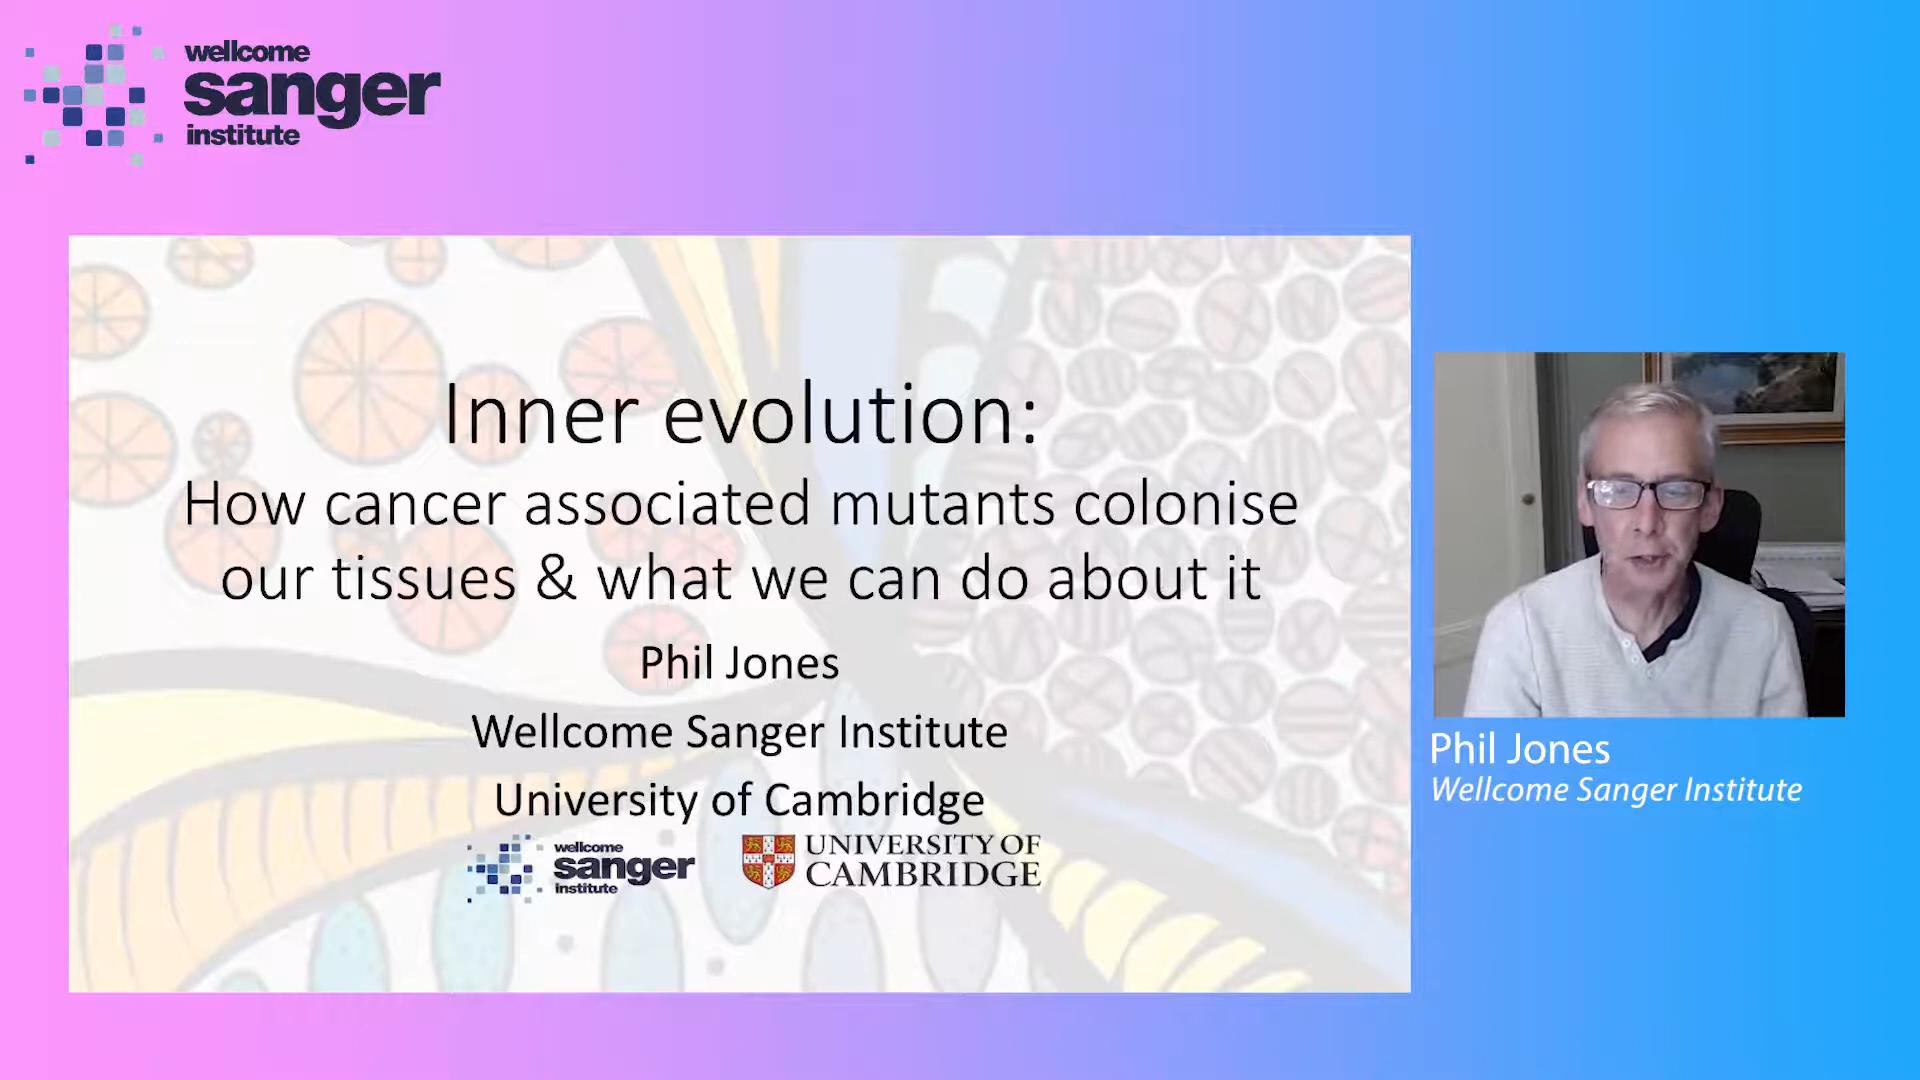 wellcome
sanger
institute
Inner evolution:
How cancer associated mutants colonise
our tissues & what we can do about it
Phil Jones
Wellcome Sanger Institute
University of Cambridge
wellcome
sanger
institute
UNIVERSITY OF
CAMBRIDGE
Phil Jones
Wellcome Sanger Institute